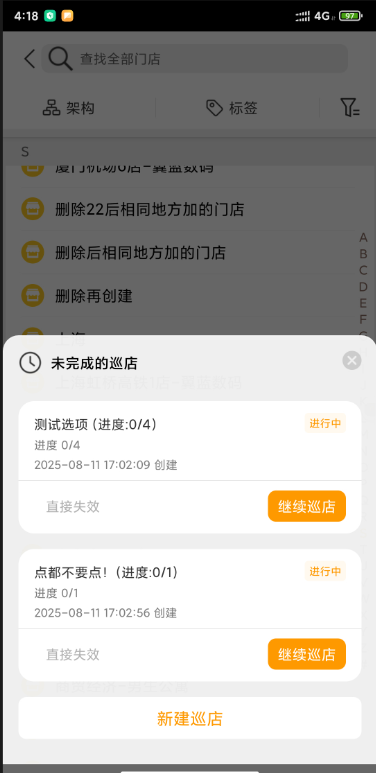 4:18
4G
97
查找全部门店
架构
标签
S
厦门机场6店-翼蓝数码
删除22后相同地方加的门店
删除后相同地方加的门店
删除再创建
上海
A
B
C
D
E
F
未完成的巡店
测试选项 (进度:0/4)
进行中
进度 0/4
2025-08-11 17:02:09 创建
直接失效
继续巡店
点都不要点! (进度:0/1)
进行中
进度 0/1
2025-08-11 17:02:56 创建
直接失效
继续巡店
新建巡店